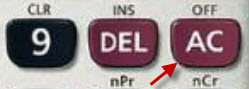 CLR INS OFF
9 DEL AC
nPr nCr